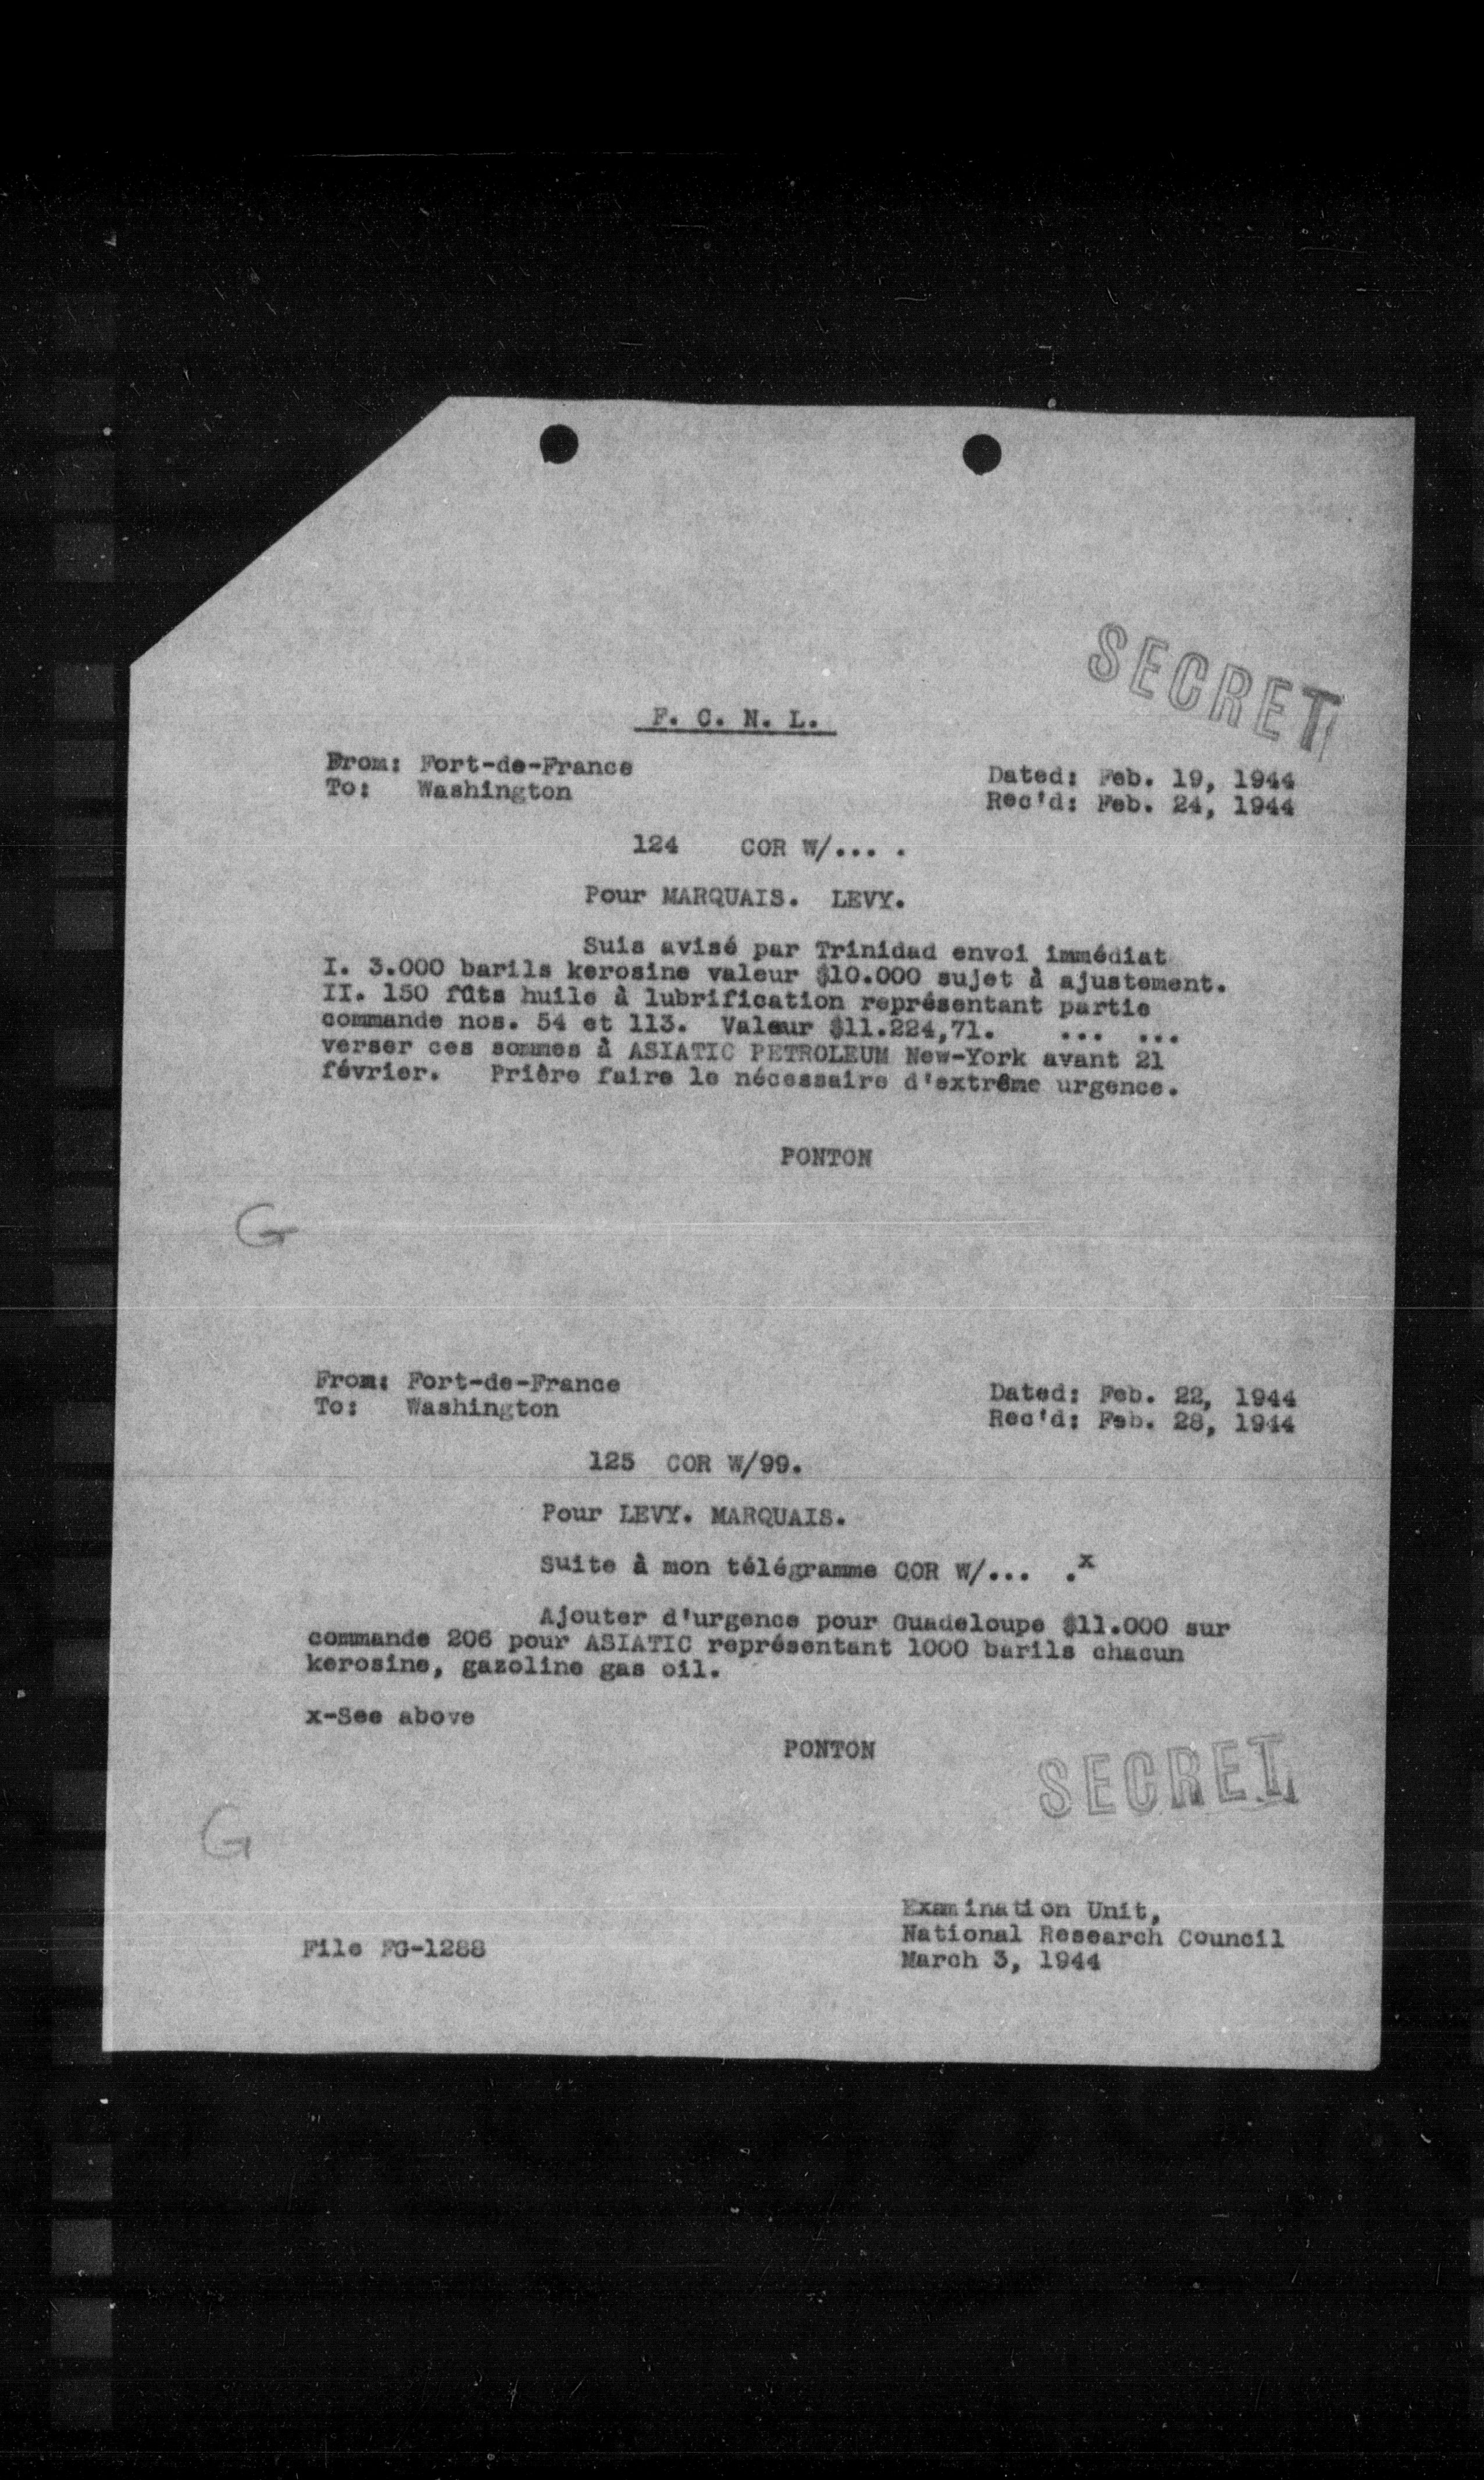 SECRET
F. C. N. L.
From: Fort-de-France
To: Washington
Dated: Feb. 19, 1944
Rec'd: Feb. 24, 1944
124 COR W/... .
Pour MARQUAIS. LEVY.
Suis avisé par Trinidad envoi immédiat
I. 3.000 barils kerosine valeur $10.000 sujet à ajustement.
II. 150 fûts huile à lubrification représentant partie
commande nos. 54 et 113. Valeur $11.224,71. ... ...
verser ces sommes à ASIATIC PETROLEUM New-York avant 21
février. Prière faire le nécessaire d'extrême urgence.
PONTON
G
From: Fort-de-France
To: Washington
Dated: Feb. 22, 1944
Rec'd: Feb. 28, 1944
125 COR W/99.
Pour LEVY. MARQUAIS.
Suite à mon télégramme COR W/... .x
Ajouter d'urgence pour Guadeloupe $11.000 sur
commande 206 pour ASIATIC représentant 1000 barils chacun
kerosine, gazoline gas oil.
x-See above
PONTON
SECRET
G
Examination Unit,
National Research Council
March 3, 1944
File FG-1288